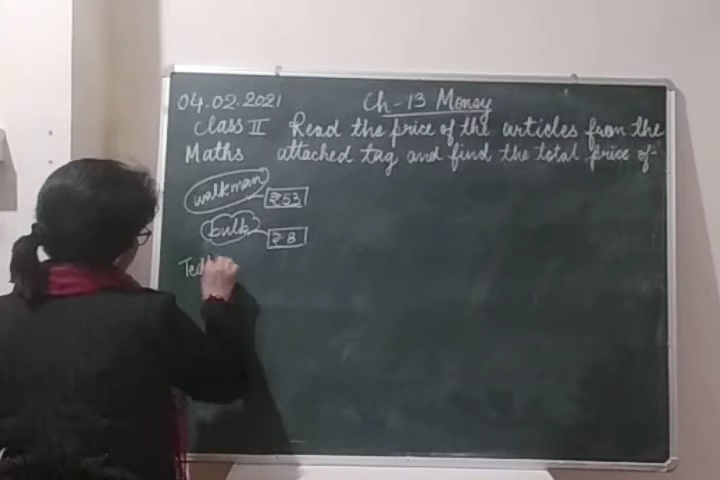 04.02.2021 Ch-13 Money
Class II Read the price of the articles from the
Maths attached tag and find the total price of-
walkman ₹53
bulb ₹8
Ted